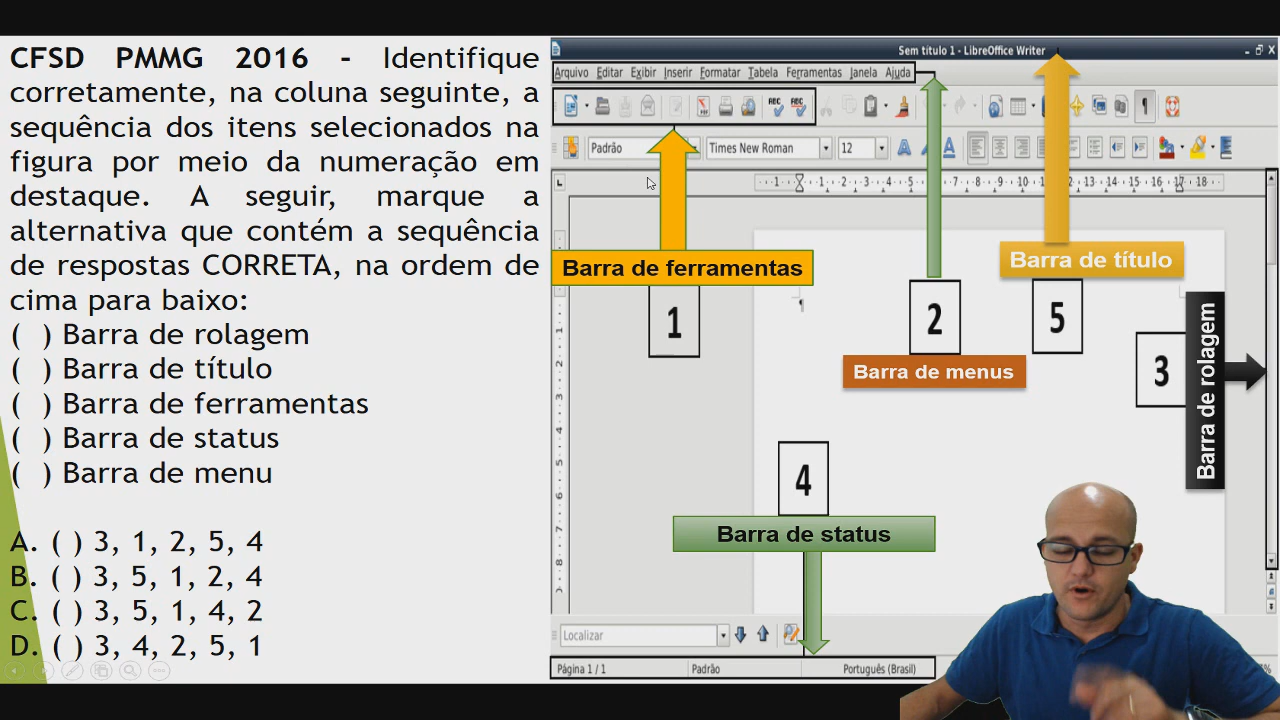 CFSD PMMG 2016 - Identifique
corretamente, na coluna seguinte, a
sequência dos itens selecionados na
figura por meio da numeração em
destaque. A seguir, marque a
alternativa que contém a sequência
de respostas CORRETA, na ordem de
cima para baixo:
( ) Barra de rolagem
( ) Barra de título
( ) Barra de ferramentas
( ) Barra de status
( ) Barra de menu
A. ( ) 3, 1, 2, 5, 4
B. ( ) 3, 5, 1, 2, 4
C. ( ) 3, 5, 1, 4, 2
D. ( ) 3, 4, 2, 5, 1
Sem título 1 - LibreOffice Writer
Arquivo Editar Exibir Inserir Formatar Tabela Ferramentas Janela Ajuda
Padrão Times New Roman 12
Barra de ferramentas
Barra de título
1
2
5
3
Barra de menus
Barra de rolagem
4
Barra de status
Localizar
Página 1 / 1 Padrão Português (Brasil)